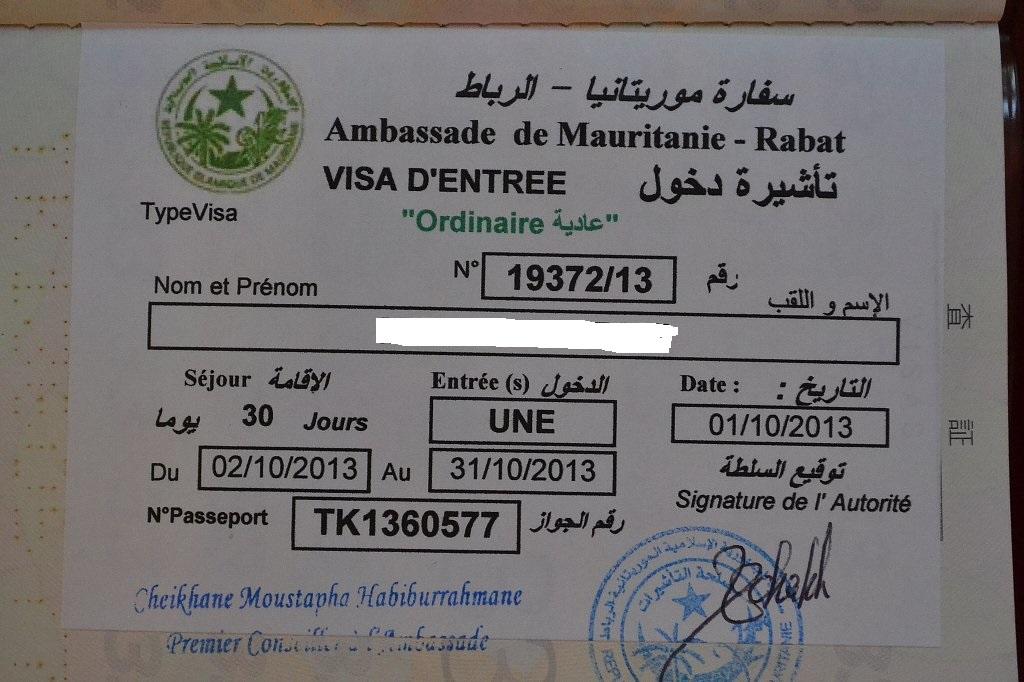 سفارة موريتانيا – الرباط
Ambassade de Mauritanie - Rabat
VISA D'ENTREE تأشيرة دخول
TypeVisa
"Ordinaire عادية"
N° 19372/13 رقم
Nom et Prénom الإسم و اللقب
Séjour الإقامة Entrée (s) الدخول Date : التاريخ :
يوما 30 Jours UNE 01/10/2013
Du 02/10/2013 Au 31/10/2013
توقيع السلطة
Signature de l' Autorité
N°Passeport TK1360577 رقم الجواز
Cheikhane Moustapha Habiburrahmane
Premier Conseiller à l'Ambassade
查
証